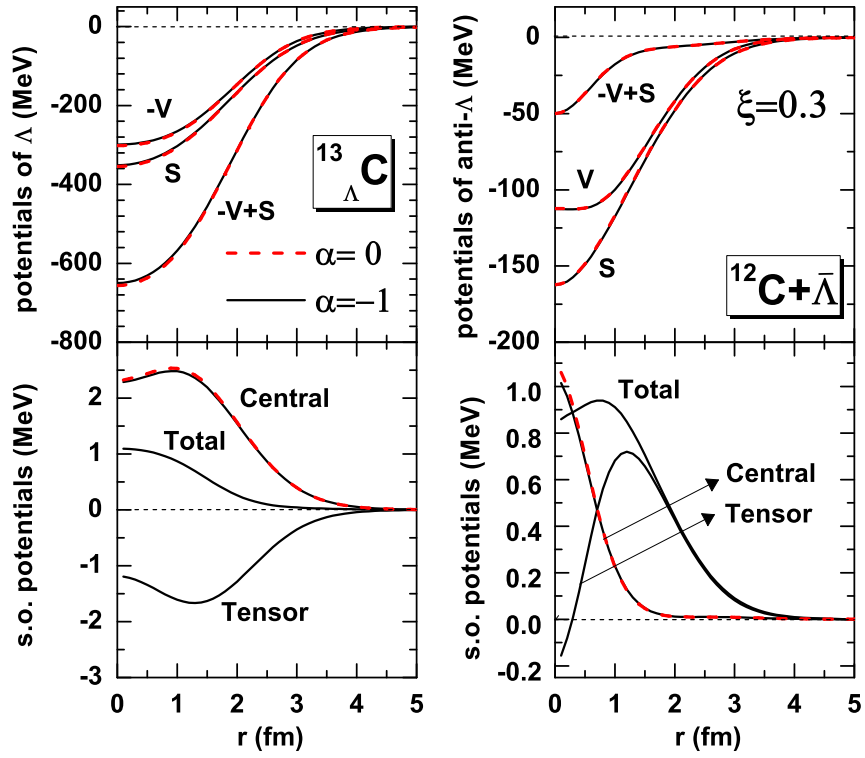 potentials of Λ (MeV)
0
-200
-400
-600
-800
-V
S
-V+S
¹³ΛC
α= 0
α=−1
potentials of anti-Λ (MeV)
0
-50
-100
-150
-200
-V+S
ξ=0.3
V
S
¹²C+Λ̄
s.o. potentials (MeV)
2
1
0
-1
-2
-3
Central
Total
Tensor
0 1 2 3 4 5
r (fm)
s.o. potentials (MeV)
1.0
0.8
0.6
0.4
0.2
0.0
-0.2
Total
Central
Tensor
0 1 2 3 4 5
r (fm)